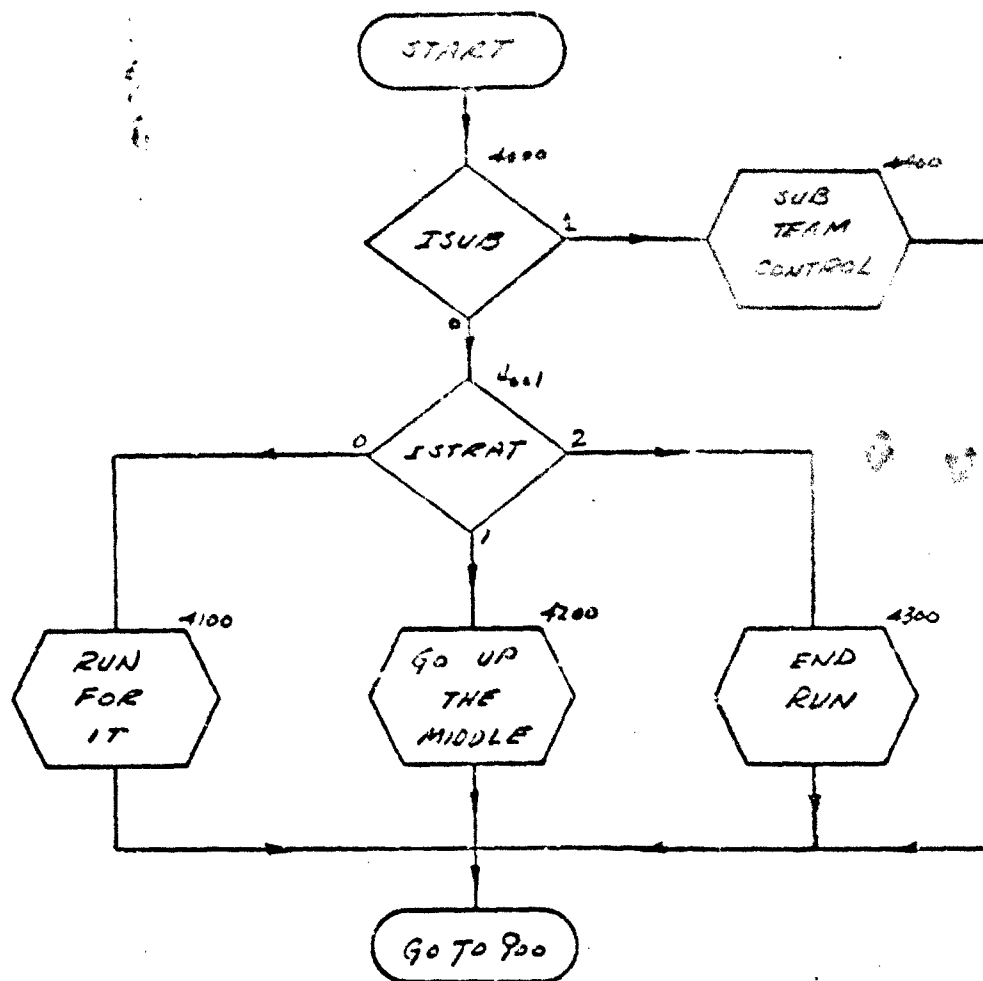 START
4000
ISUB
1
0
4400
SUB
TEAM
CONTROL
4001
ISTRAT
0
1
2
4100
RUN
FOR
IT
4200
GO UP
THE
MIDDLE
4300
END
RUN
GO TO 900